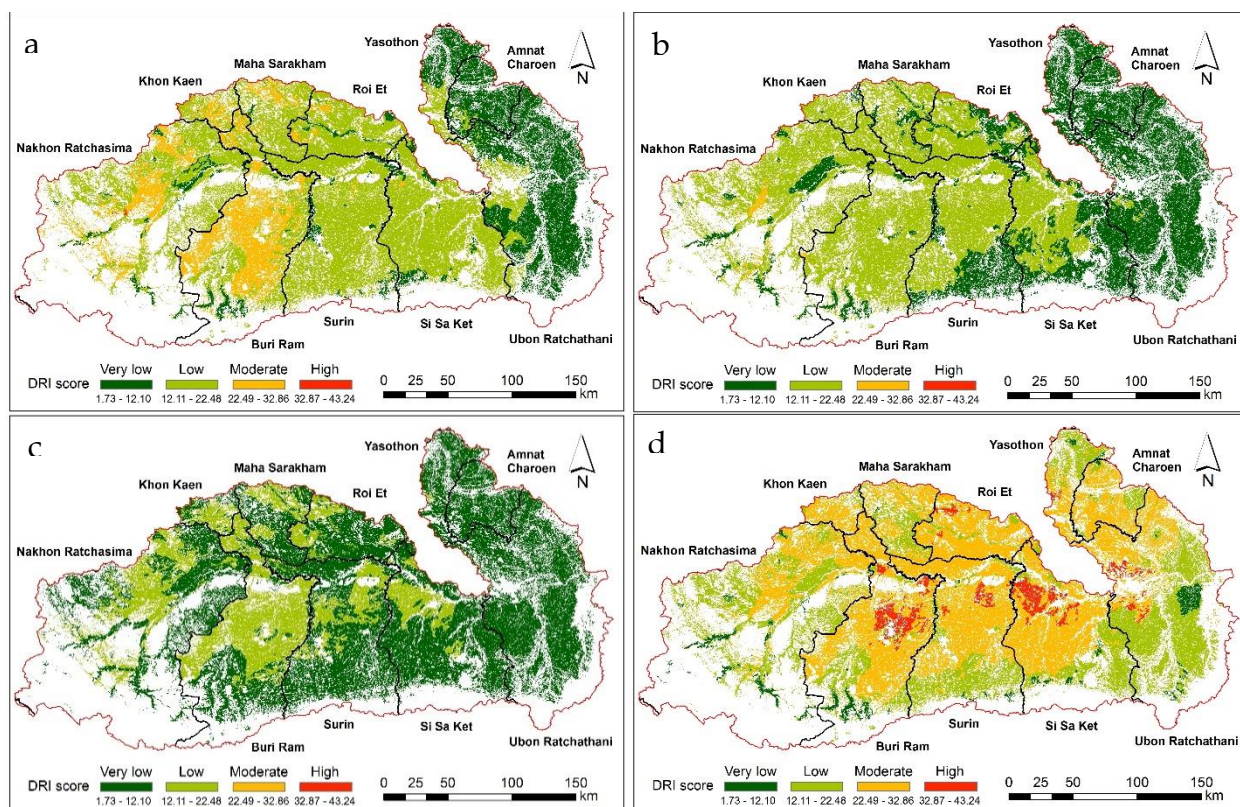 a
Yasothon
Amnat
Charoen
Maha Sarakham
Khon Kaen
Roi Et
N
Nakhon Ratchasima
Surin
Si Sa Ket
Buri Ram
Ubon Ratchathani
Very low Low Moderate High
DRI score
1.73 - 12.10 12.11 - 22.48 22.49 - 32.86 32.87 - 43.24
0 25 50 100 150
km
b
Yasothon
Amnat
Charoen
Maha Sarakham
Khon Kaen
Roi Et
N
Nakhon Ratchasima
Surin
Si Sa Ket
Buri Ram
Ubon Ratchathani
Very low Low Moderate High
DRI score
1.73 - 12.10 12.11 - 22.48 22.49 - 32.86 32.87 - 43.24
0 25 50 100 150
km
c
Yasothon
Amnat
Charoen
Maha Sarakham
Khon Kaen
Roi Et
N
Nakhon Ratchasima
Surin
Si Sa Ket
Buri Ram
Ubon Ratchathani
Very low Low Moderate High
DRI score
1.73 - 12.10 12.11 - 22.48 22.49 - 32.86 32.87 - 43.24
0 25 50 100 150
km
d
Yasothon
Amnat
Charoen
Maha Sarakham
Khon Kaen
Roi Et
N
Nakhon Ratchasima
Surin
Si Sa Ket
Buri Ram
Ubon Ratchathani
Very low Low Moderate High
DRI score
1.73 - 12.10 12.11 - 22.48 22.49 - 32.86 32.87 - 43.24
0 25 50 100 150
km